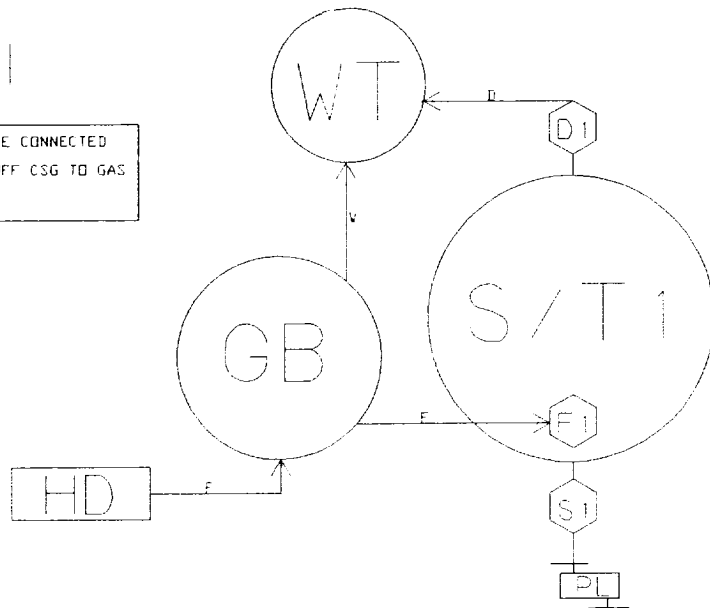 WT
D
D1
E CONNECTED
FF CSG TO GAS
W
S/T1
GB
F
F1
HD
F
S1
PL